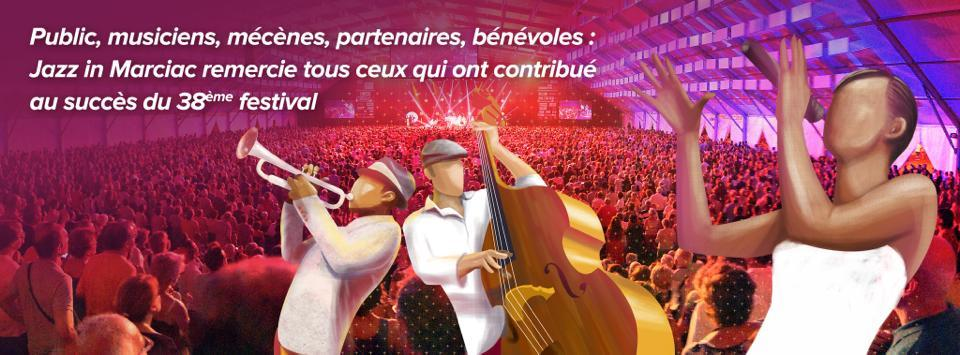 Public, musiciens, mécènes, partenaires, bénévoles :
Jazz in Marciac remercie tous ceux qui ont contribué
au succès du 38ème festival